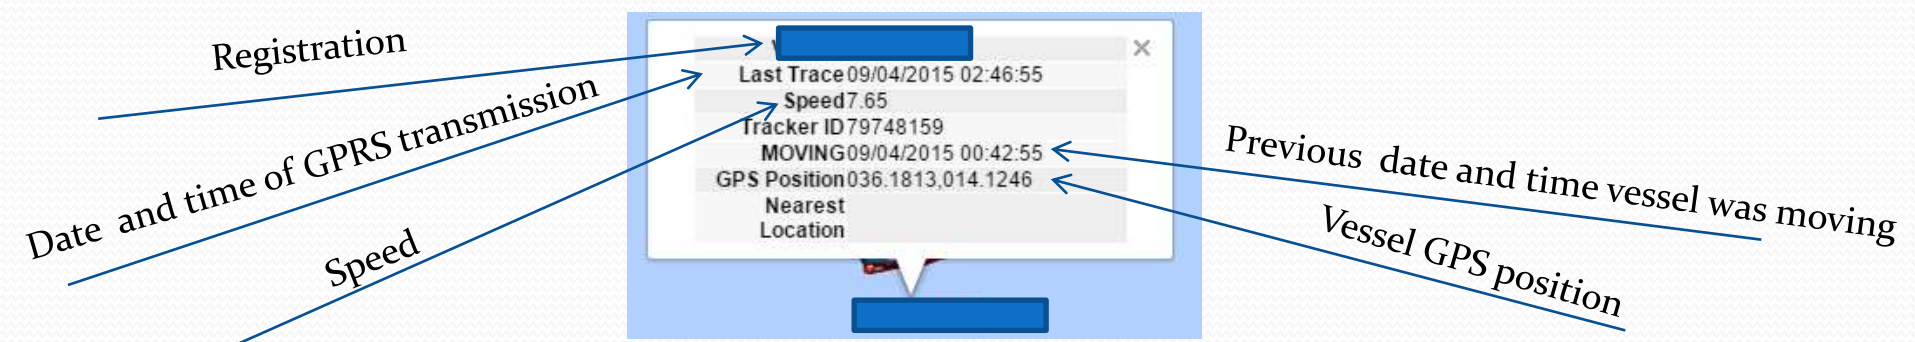 Registration
Date and time of GPRS transmission
Speed
Last Trace 09/04/2015 02:46:55
Speed 7.65
Tracker ID 79748159
MOVING 09/04/2015 00:42:55
GPS Position 036.1813,014.1246
Nearest
Location
×
Previous date and time vessel was moving
Vessel GPS position